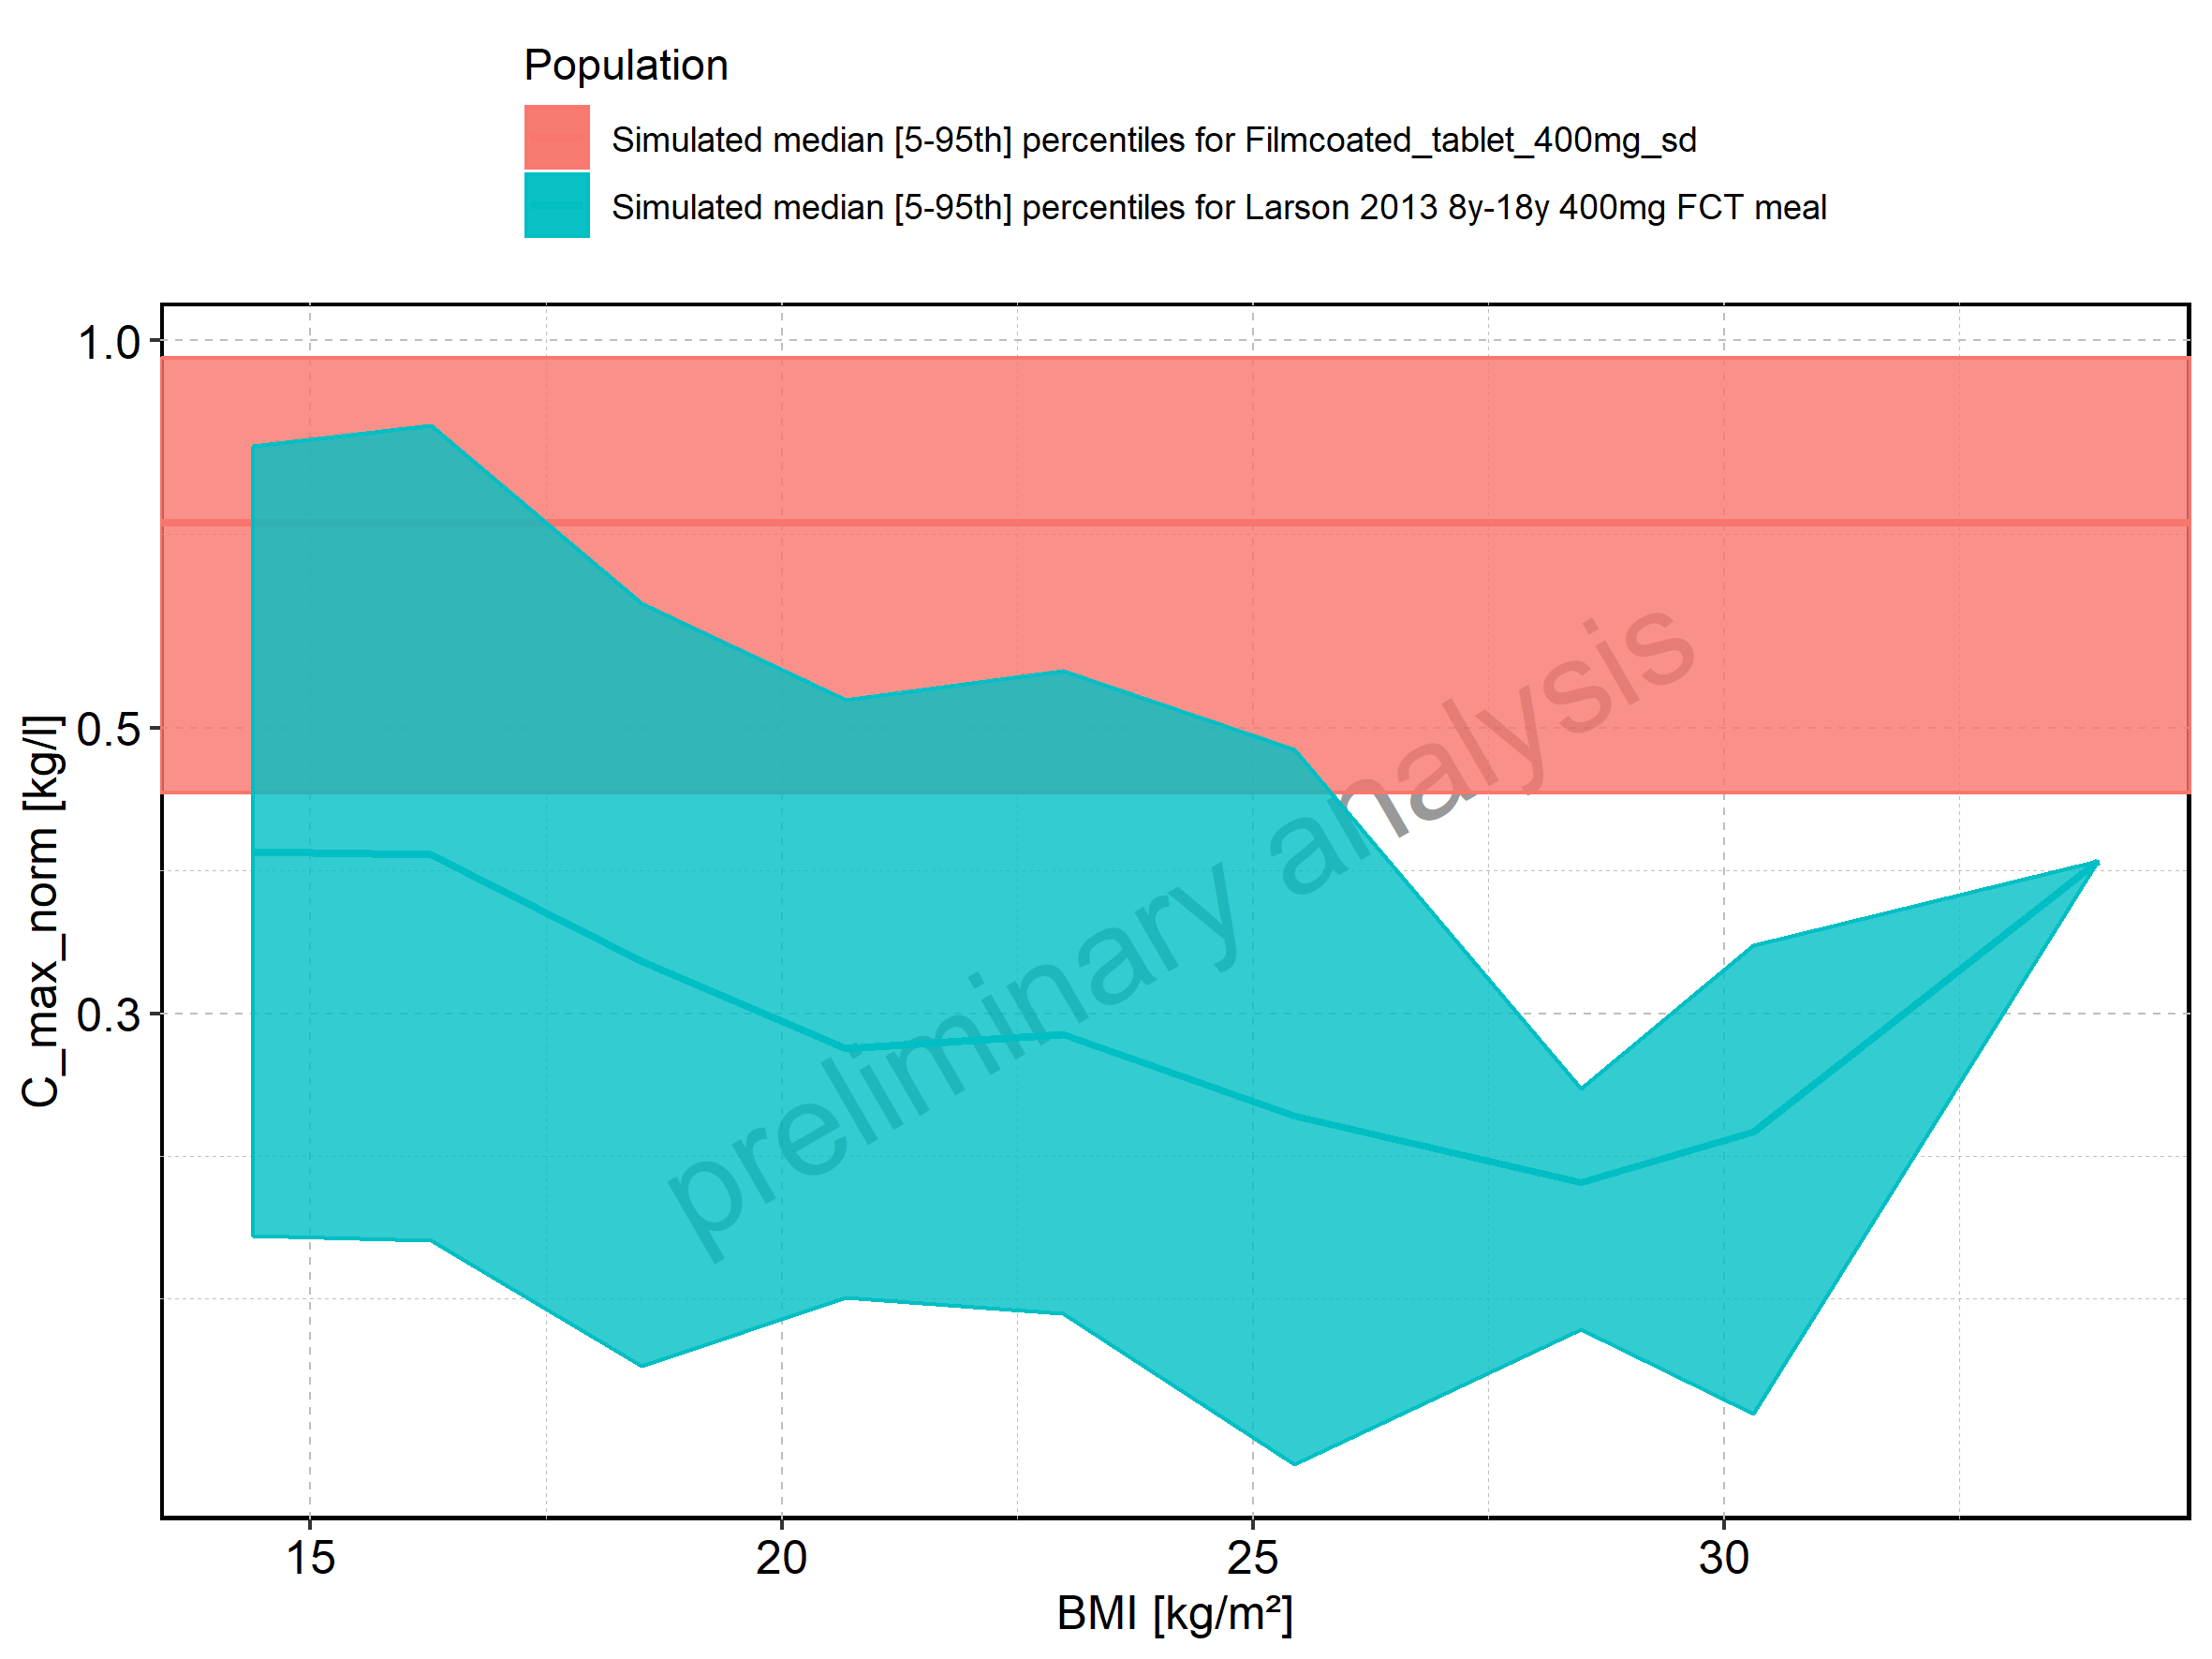 Population
Simulated median [5-95th] percentiles for Filmcoated_tablet_400mg_sd
Simulated median [5-95th] percentiles for Larson 2013 8y-18y 400mg FCT meal
1.0
0.5
0.3
C_max_norm [kg/l]
preliminary analysis
15
20
25
30
BMI [kg/m²]